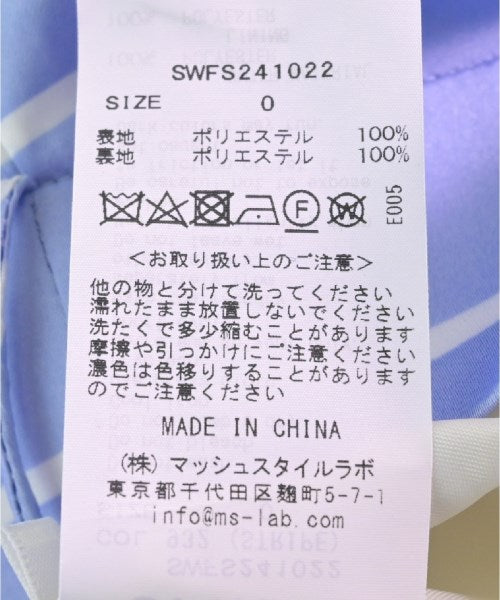 SWFS241022
SIZE 0
表地 ポリエステル 100%
裏地 ポリエステル 100%
E005
<お取り扱い上のご注意>
他の物と分けて洗ってください
濡れたまま放置しないでください
洗たくで多少縮むことがあります
摩擦や引っかけにご注意ください
濃色は色移りすることがあります
のでご注意ください
MADE IN CHINA
(株) マッシュスタイルラボ
東京都千代田区麹町5-7-1
info@ms-lab.com